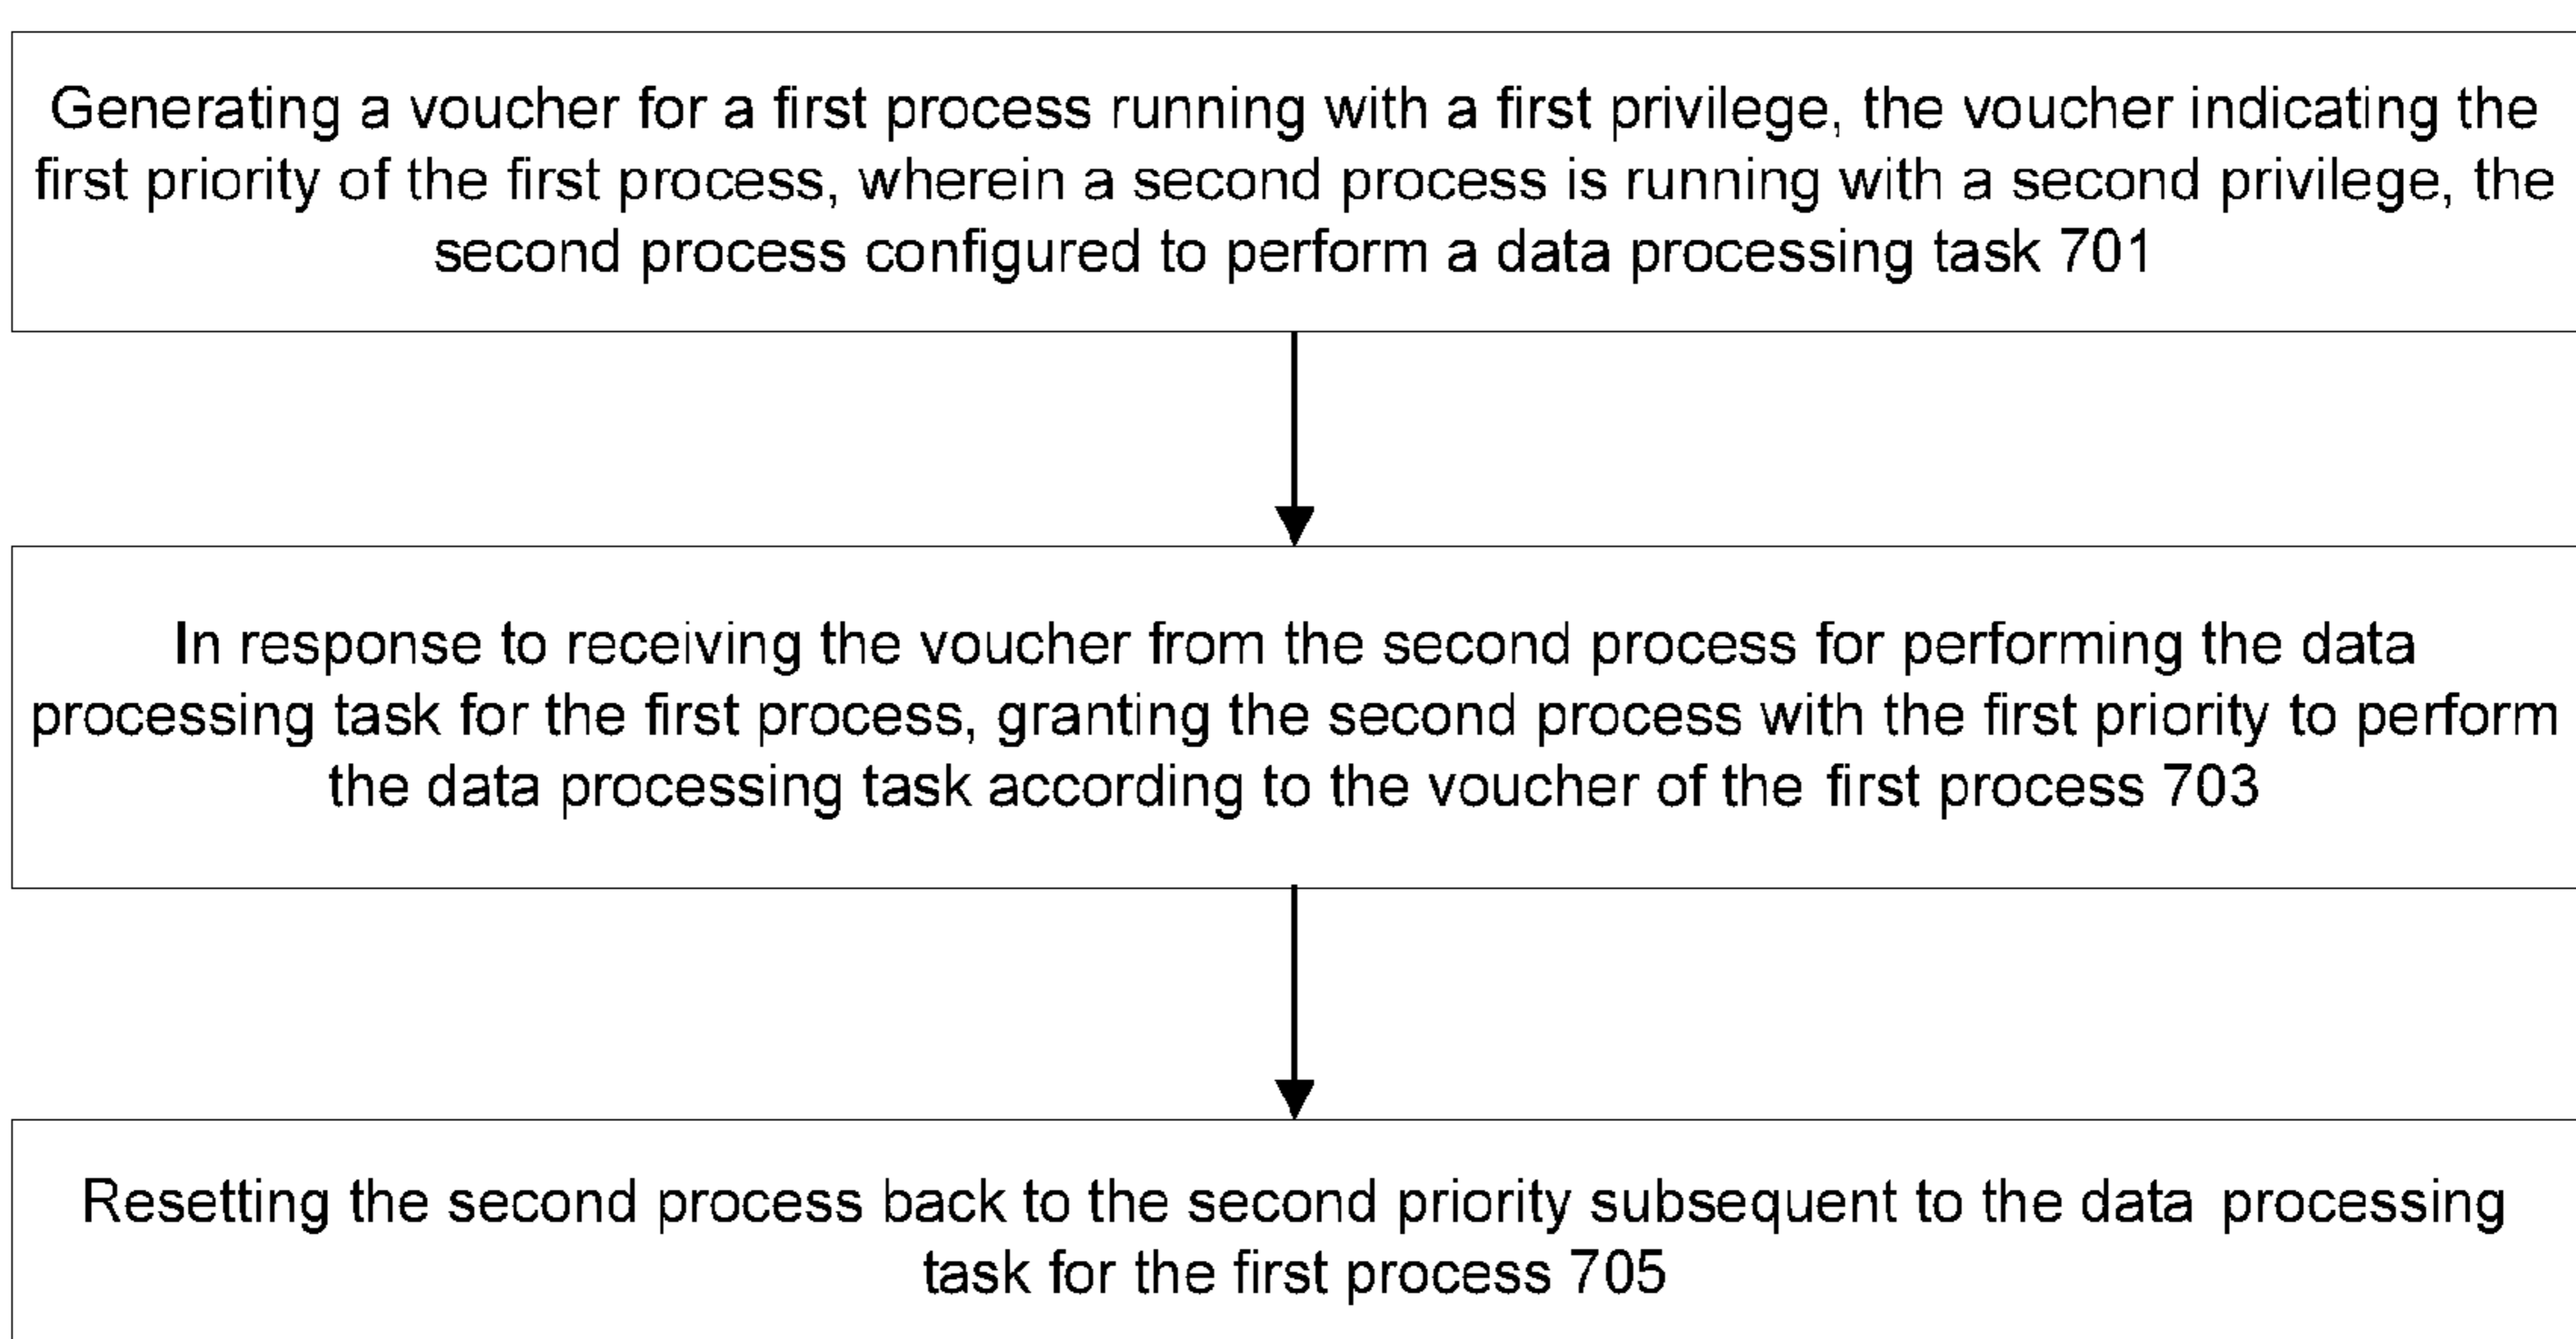 Generating a voucher for a first process running with a first privilege, the voucher indicating the
first priority of the first process, wherein a second process is running with a second privilege, the
second process configured to perform a data processing task 701
In response to receiving the voucher from the second process for performing the data
processing task for the first process, granting the second process with the first priority to perform
the data processing task according to the voucher of the first process 703
Resetting the second process back to the second priority subsequent to the data processing
task for the first process 705